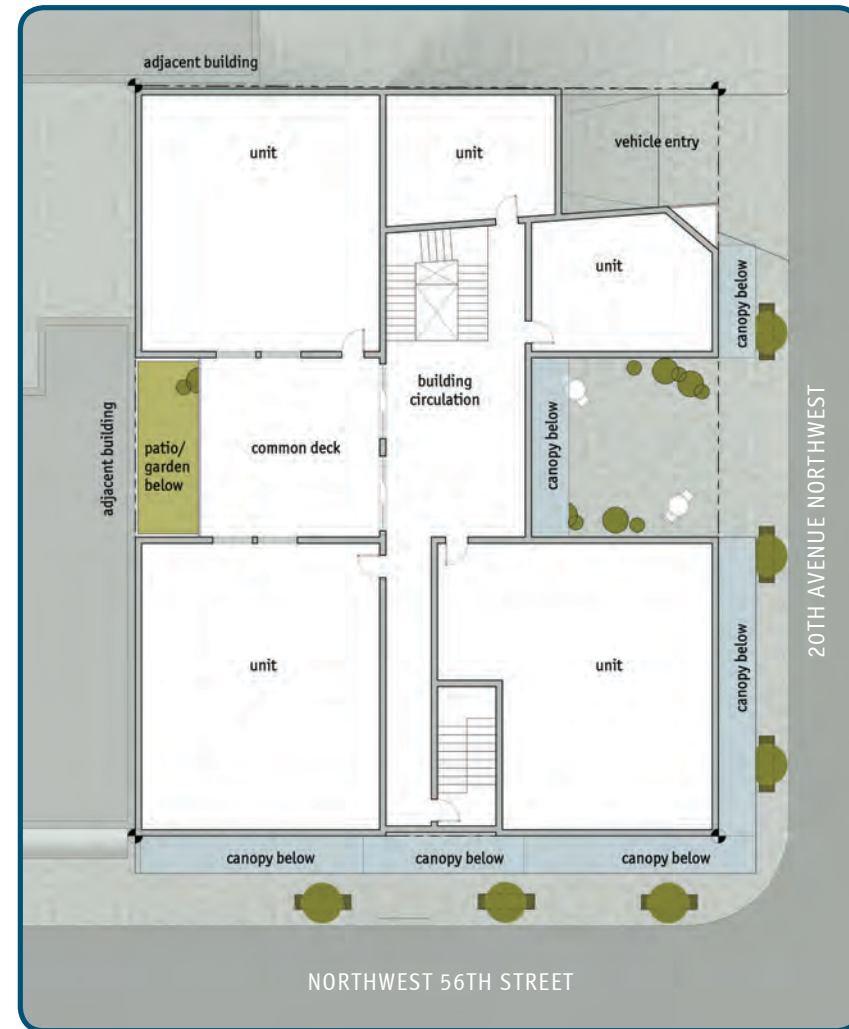 adjacent building
unit
unit
vehicle entry
unit
canopy below
building
circulation
adjacent building
patio/
garden
below
common deck
canopy below
20TH AVENUE NORTHWEST
unit
unit
canopy below
canopy below
canopy below
canopy below
NORTHWEST 56TH STREET